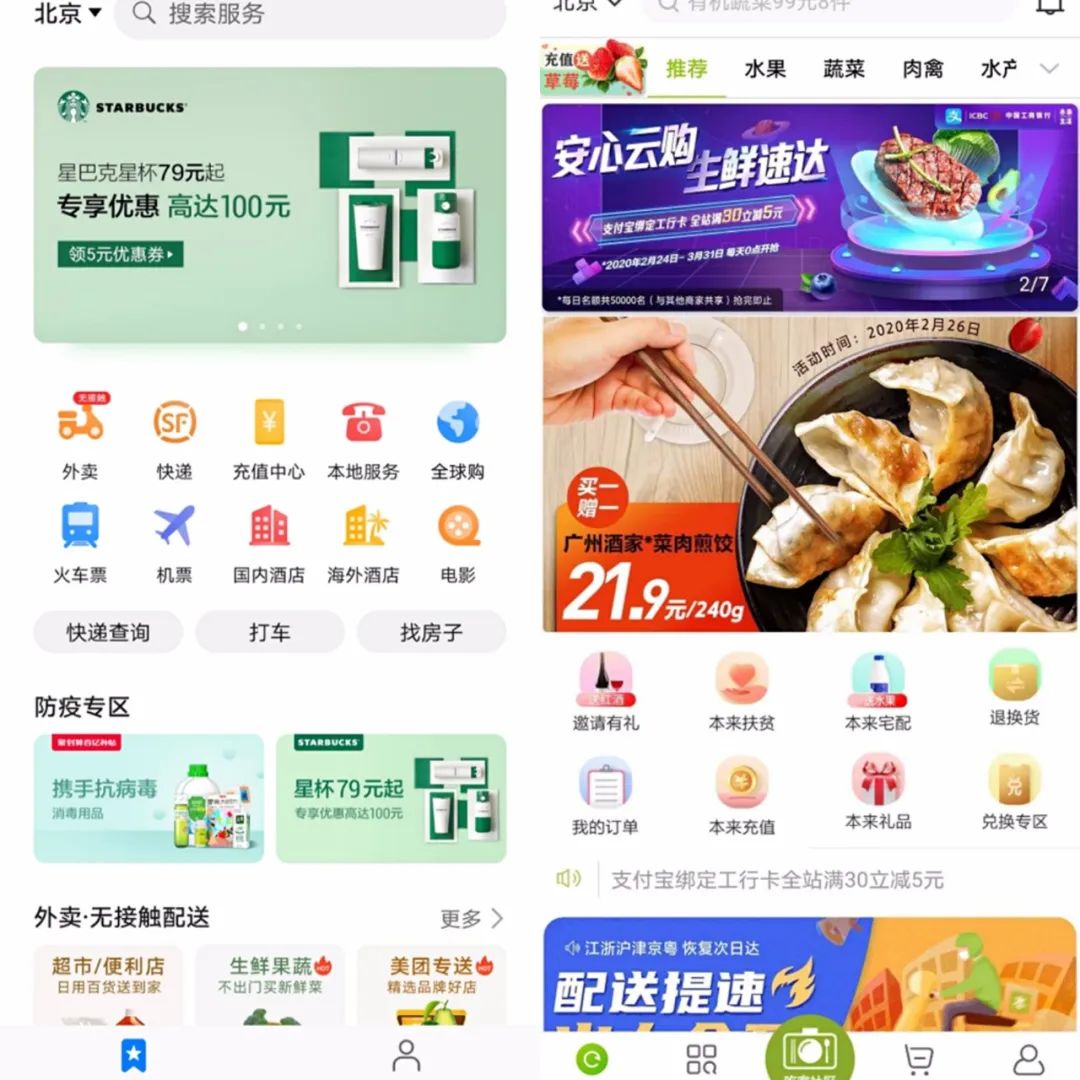 北京
搜索服务
STARBUCKS
星巴克星杯79元起
专享优惠 高达100元
领5元优惠券
无接触
外卖
SF
快递
¥
充值中心
本地服务
全球购
火车票
机票
国内酒店
海外酒店
电影
快递查询
打车
找房子
防疫专区
聚划算百亿补贴
携手抗病毒
消毒用品
STARBUCKS
星杯79元起
专享优惠高达100元
外卖·无接触配送
更多
超市/便利店
日用百货送到家
生鲜果蔬
HOT
不出门买新鲜菜
美团专送
HOT
精选品牌好店
北京
有机蔬菜99元8件
充值送
草莓
推荐
水果
蔬菜
肉禽
水产
支
ICBC
中国工商银行
安心云购
生鲜速达
支付宝绑定工行卡 全站满30立减5元
*2020年2月24日- 3月31日 每天0点开抢
*每日名额共50000名（与其他商家共享）抢完即止
2/7
活动时间：2020年2月26日
买一
赠一
广州酒家*菜肉煎饺
21.9元/240g
送红酒
邀请有礼
本来扶贫
送水果
本来宅配
退换货
我的订单
¥
本来充值
本来礼品
兑
兑换专区
支付宝绑定工行卡全站满30立减5元
江浙沪津京粤 恢复次日达
配送提速